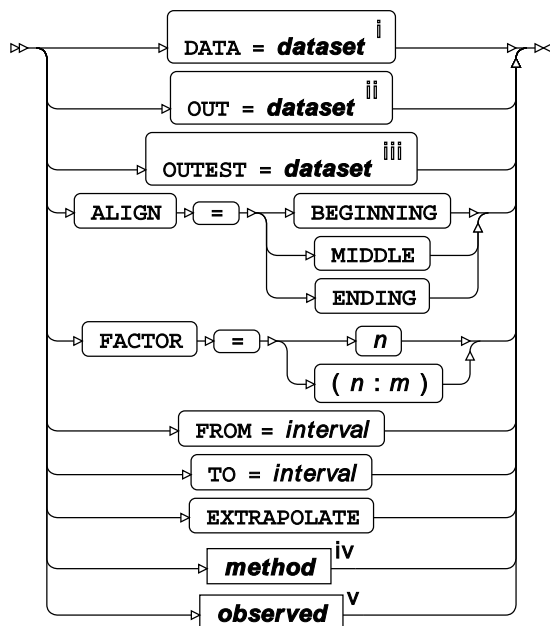 DATA = dataset i
OUT = dataset ii
OUTEST = dataset iii
ALIGN = BEGINNING
MIDDLE
ENDING
FACTOR = n
( n : m )
FROM = interval
TO = interval
EXTRAPOLATE
method iv
observed v